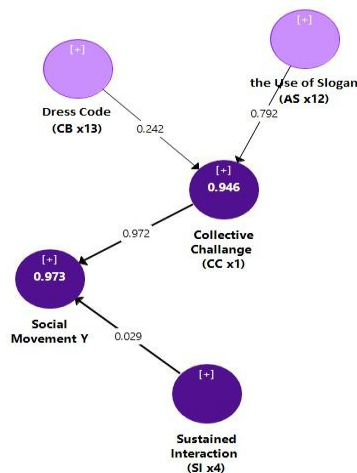 [+]
the Use of Slogan
(AS x12)
[+]
Dress Code
(CB x13)
0.242
0.792
[+]
0.946
Collective
Challange
(CC x1)
0.972
[+]
0.973
Social
Movement Y
0.029
[+]
Sustained
Interaction
(SI x4)